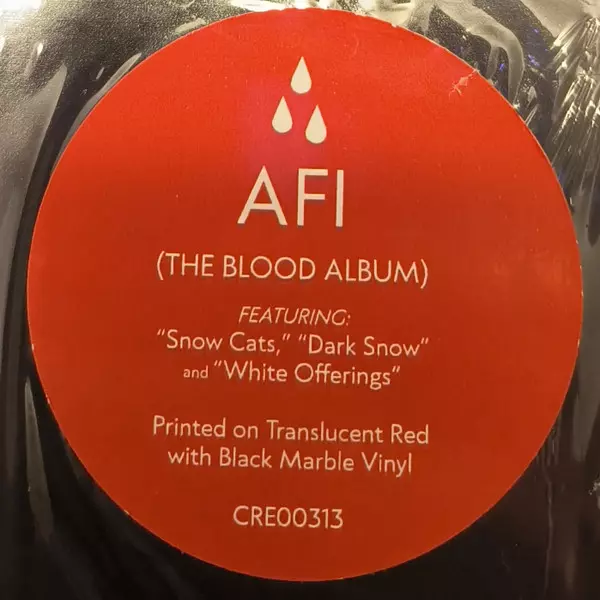 AFI
(THE BLOOD ALBUM)
FEATURING:
"Snow Cats," "Dark Snow"
and "White Offerings"
Printed on Translucent Red
with Black Marble Vinyl
CRE00313